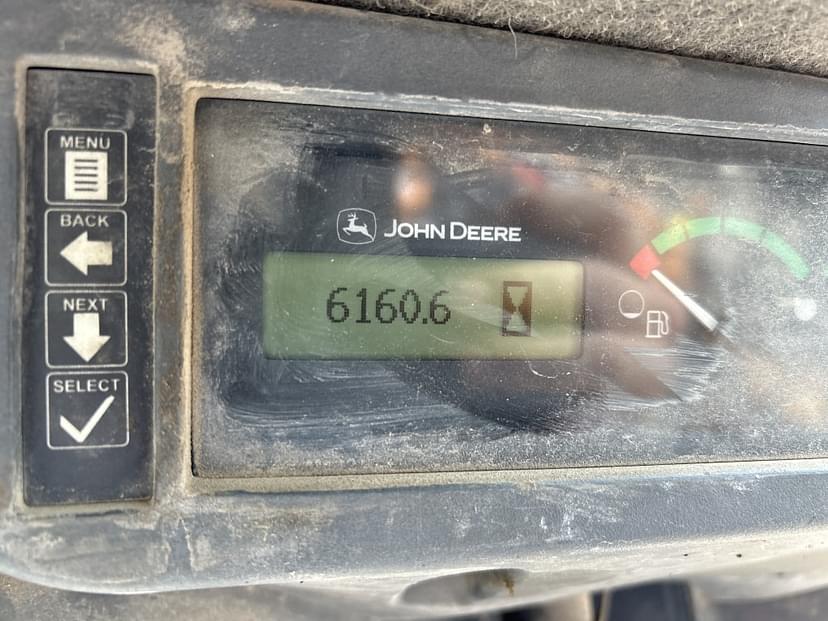 MENU
BACK
NEXT
SELECT
JOHN DEERE
6160.6